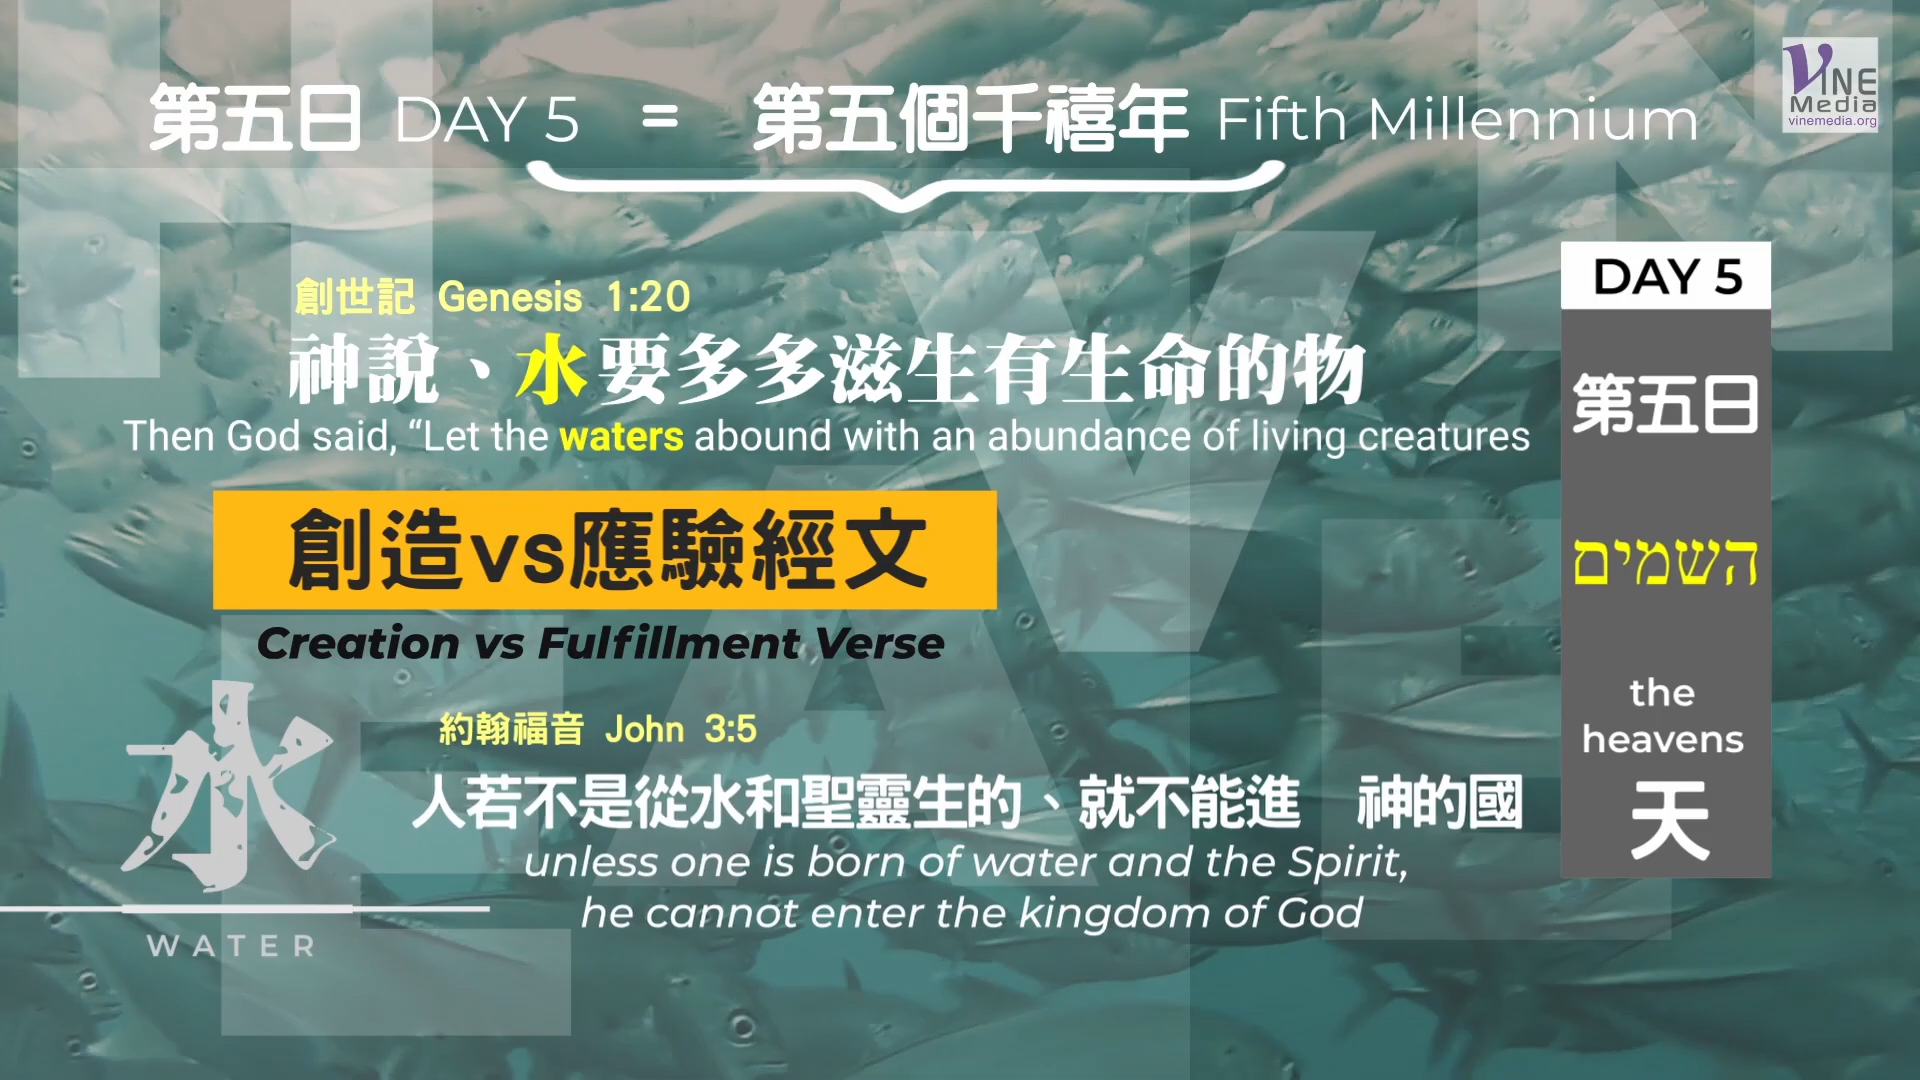 第五日 DAY 5 = 第五個千禧年 Fifth Millennium
VINE
Media
vinemedia.org
創世記 Genesis 1:20
神說、水要多多滋生有生命的物
Then God said, “Let the waters abound with an abundance of living creatures
創造vs應驗經文
Creation vs Fulfillment Verse
水
WATER
約翰福音 John 3:5
人若不是從水和聖靈生的、就不能進　神的國
unless one is born of water and the Spirit,
he cannot enter the kingdom of God
DAY 5
第五日
השמים
the
heavens
天
HEAVEN